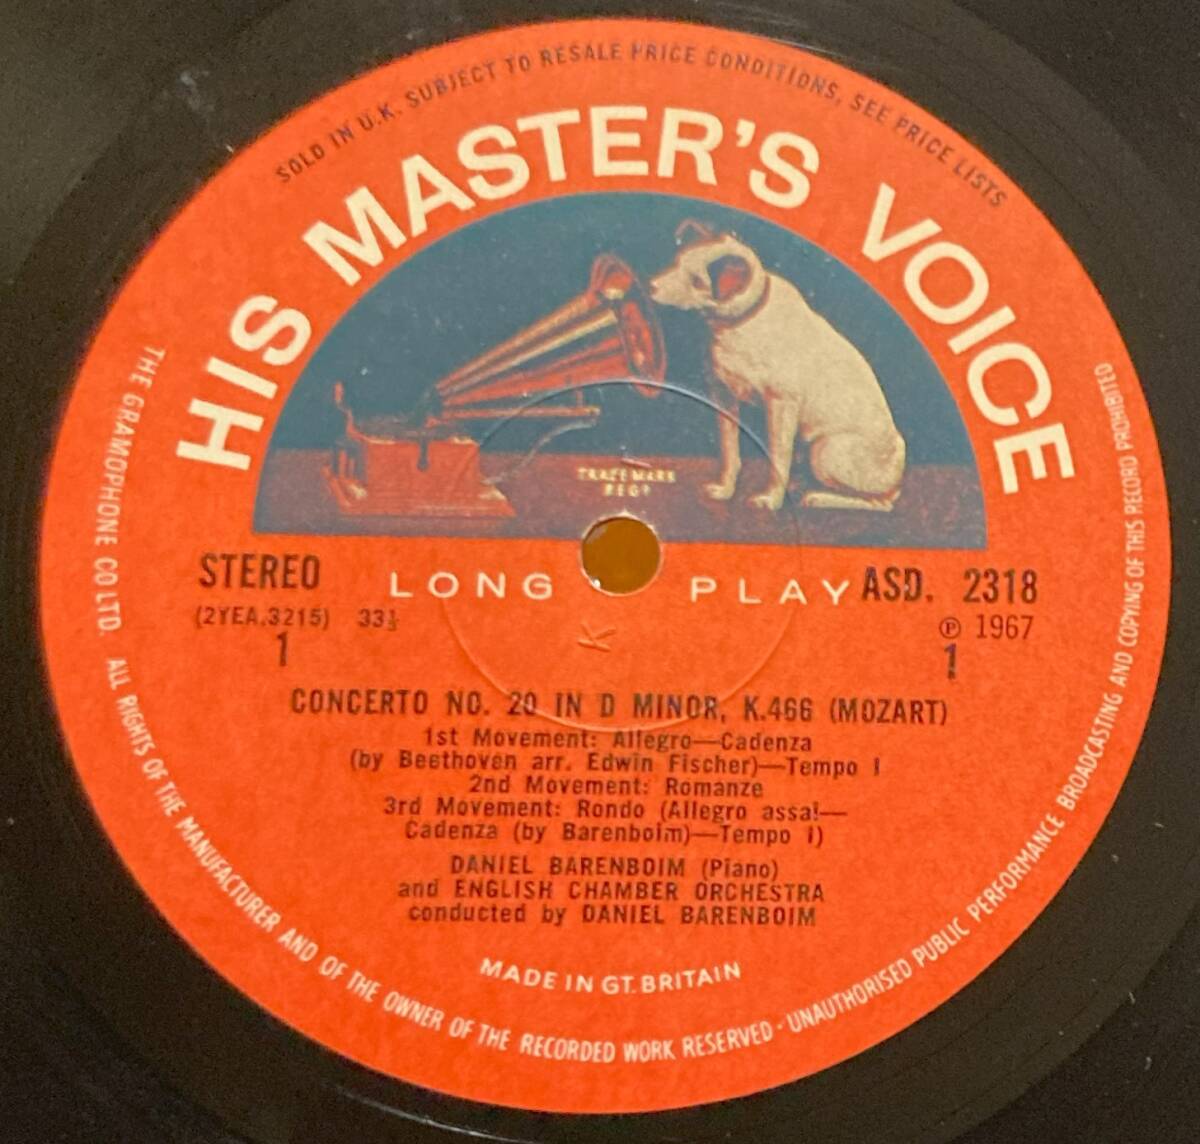 SOLD IN U.K. SUBJECT TO RESALE PRICE CONDITIONS, SEE PRICE LISTS
HIS MASTER'S VOICE
TRADE MARK
REGD
STEREO
LONG PLAY
ASD. 2318
(2YEA.3215) 33⅓
℗ 1967
1
1
K
CONCERTO NO. 20 IN D MINOR, K.466 (MOZART)
1st Movement: Allegro—Cadenza
(by Beethoven arr. Edwin Fischer)—Tempo I
2nd Movement: Romanze
3rd Movement: Rondo (Allegro assai—
Cadenza (by Barenboim)—Tempo I)
DANIEL BARENBOIM (Piano)
and ENGLISH CHAMBER ORCHESTRA
conducted by DANIEL BARENBOIM
MADE IN GT. BRITAIN
THE GRAMOPHONE CO LTD. ALL RIGHTS OF THE MANUFACTURER AND OF THE OWNER OF THE RECORDED WORK RESERVED · UNAUTHORISED PUBLIC PERFORMANCE BROADCASTING AND COPYING OF THIS RECORD PROHIBITED